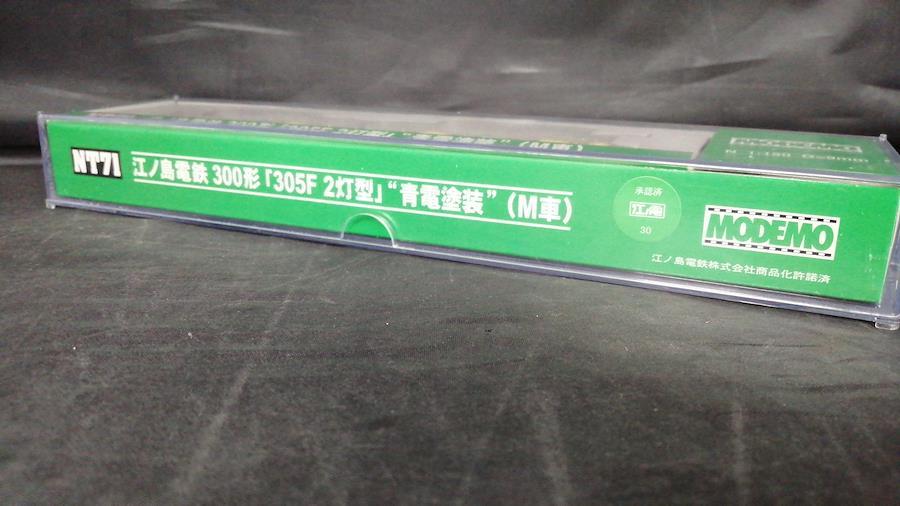 NT71
江ノ島電鉄 300形「305F 2灯型」“青電塗装”（M車）
承認済
江ノ電
30
MODEMO
江ノ島電鉄株式会社商品化許諾済